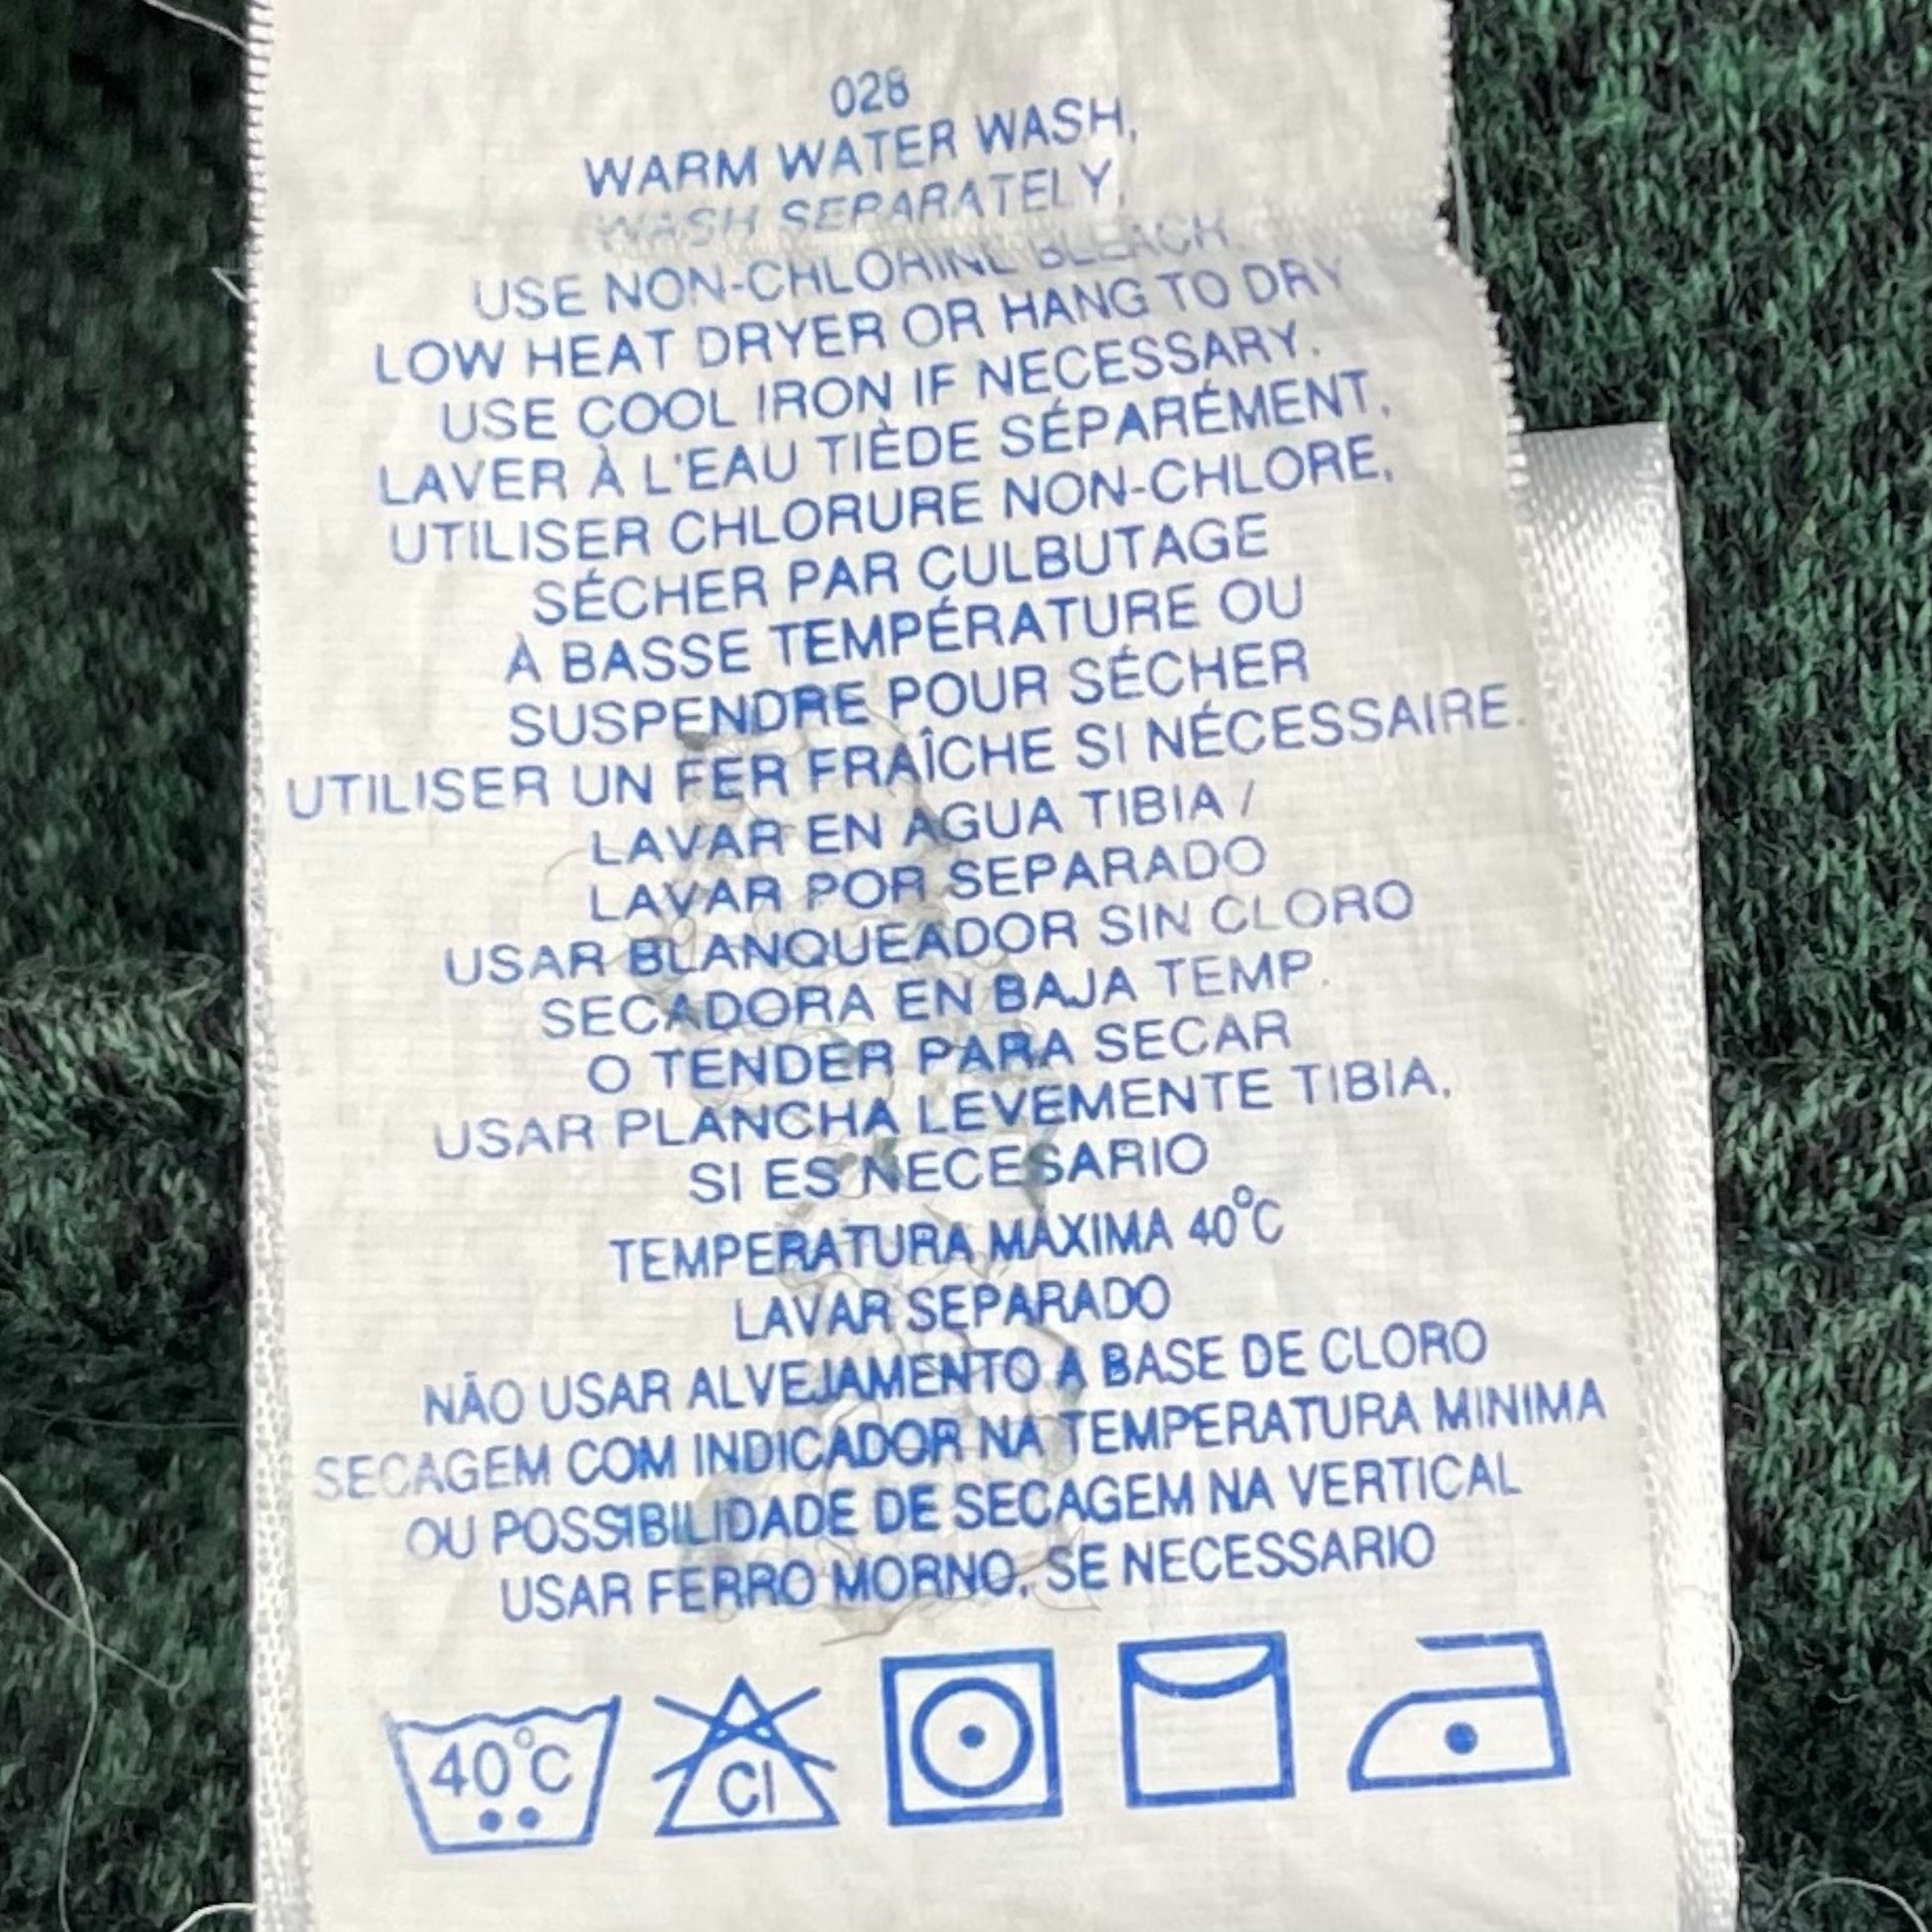 028
WARM WATER WASH,
WASH SEPARATELY,
USE NON-CHLORINE BLEACH.
LOW HEAT DRYER OR HANG TO DRY
USE COOL IRON IF NECESSARY.
LAVER À L'EAU TIÈDE SÉPARÉMENT,
UTILISER CHLORURE NON-CHLORE,
SÉCHER PAR CULBUTAGE
À BASSE TEMPÉRATURE OU
SUSPENDRE POUR SÉCHER
UTILISER UN FER FRAÎCHE SI NÉCESSAIRE.
LAVAR EN AGUA TIBIA /
LAVAR POR SEPARADO
USAR BLANQUEADOR SIN CLORO
SECADORA EN BAJA TEMP.
O TENDER PARA SECAR
USAR PLANCHA LEVEMENTE TIBIA,
SI ES NECESARIO
TEMPERATURA MAXIMA 40°C
LAVAR SEPARADO
NÃO USAR ALVEJAMENTO A BASE DE CLORO
SECAGEM COM INDICADOR NA TEMPERATURA MINIMA
OU POSSIBILIDADE DE SECAGEM NA VERTICAL
USAR FERRO MORNO, SE NECESSARIO
40°C Cl